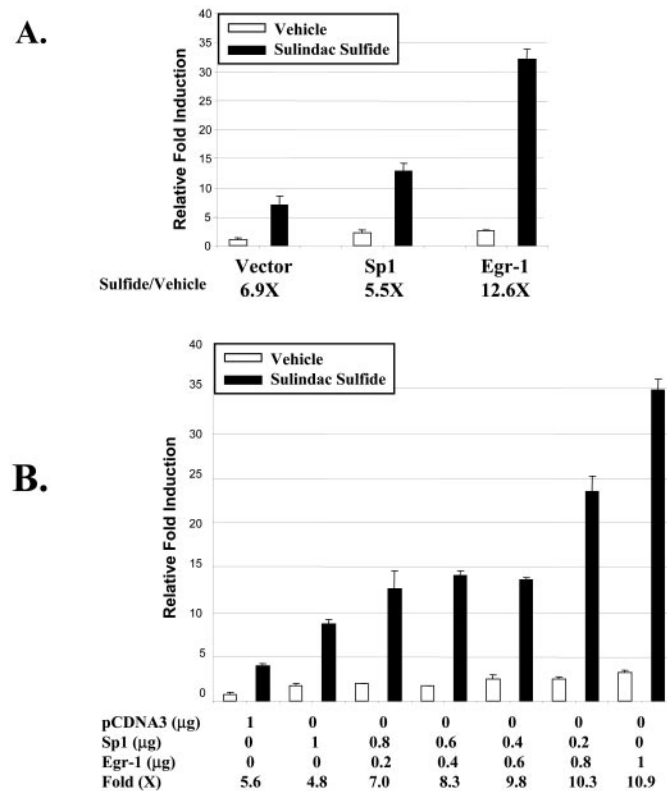 A.
40
35
30
25
20
15
10
5
0
Relative Fold Induction
Vehicle
Sulindac Sulfide
Vector Sp1 Egr-1
Sulfide/Vehicle 6.9X 5.5X 12.6X
B.
40
35
30
25
20
15
10
5
0
Relative Fold Induction
Vehicle
Sulindac Sulfide
pCDNA3 (µg) 1 0 0 0 0 0 0
Sp1 (µg) 0 1 0.8 0.6 0.4 0.2 0
Egr-1 (µg) 0 0 0.2 0.4 0.6 0.8 1
Fold (X) 5.6 4.8 7.0 8.3 9.8 10.3 10.9